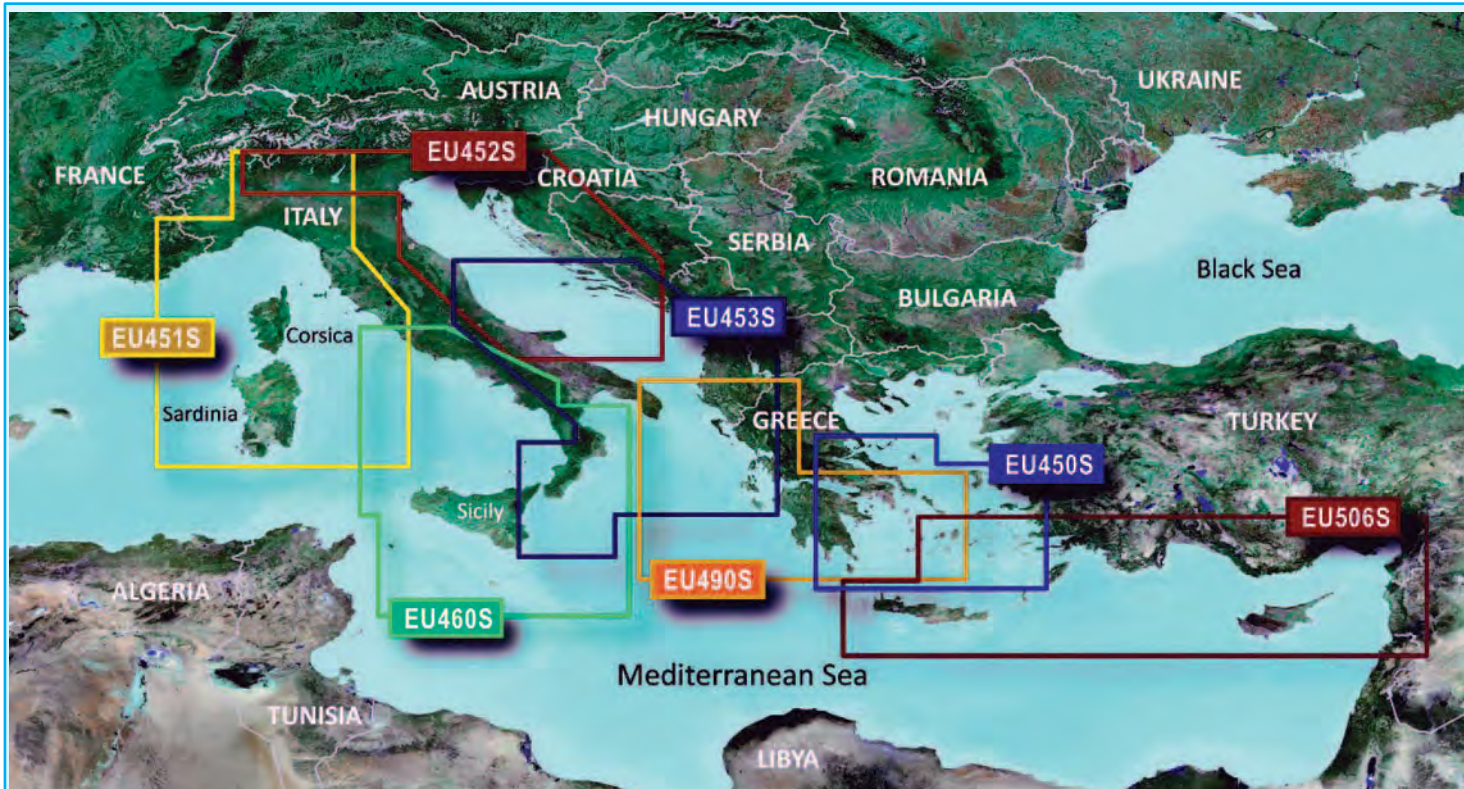 UKRAINE
AUSTRIA
HUNGARY
EU452S
FRANCE
CROATIA
ROMANIA
ITALY
SERBIA
Black Sea
BULGARIA
EU453S
EU451S
Corsica
Sardinia
GREECE
TURKEY
EU450S
Sicily
EU506S
EU490S
ALGERIA
EU460S
Mediterranean Sea
TUNISIA
LIBYA